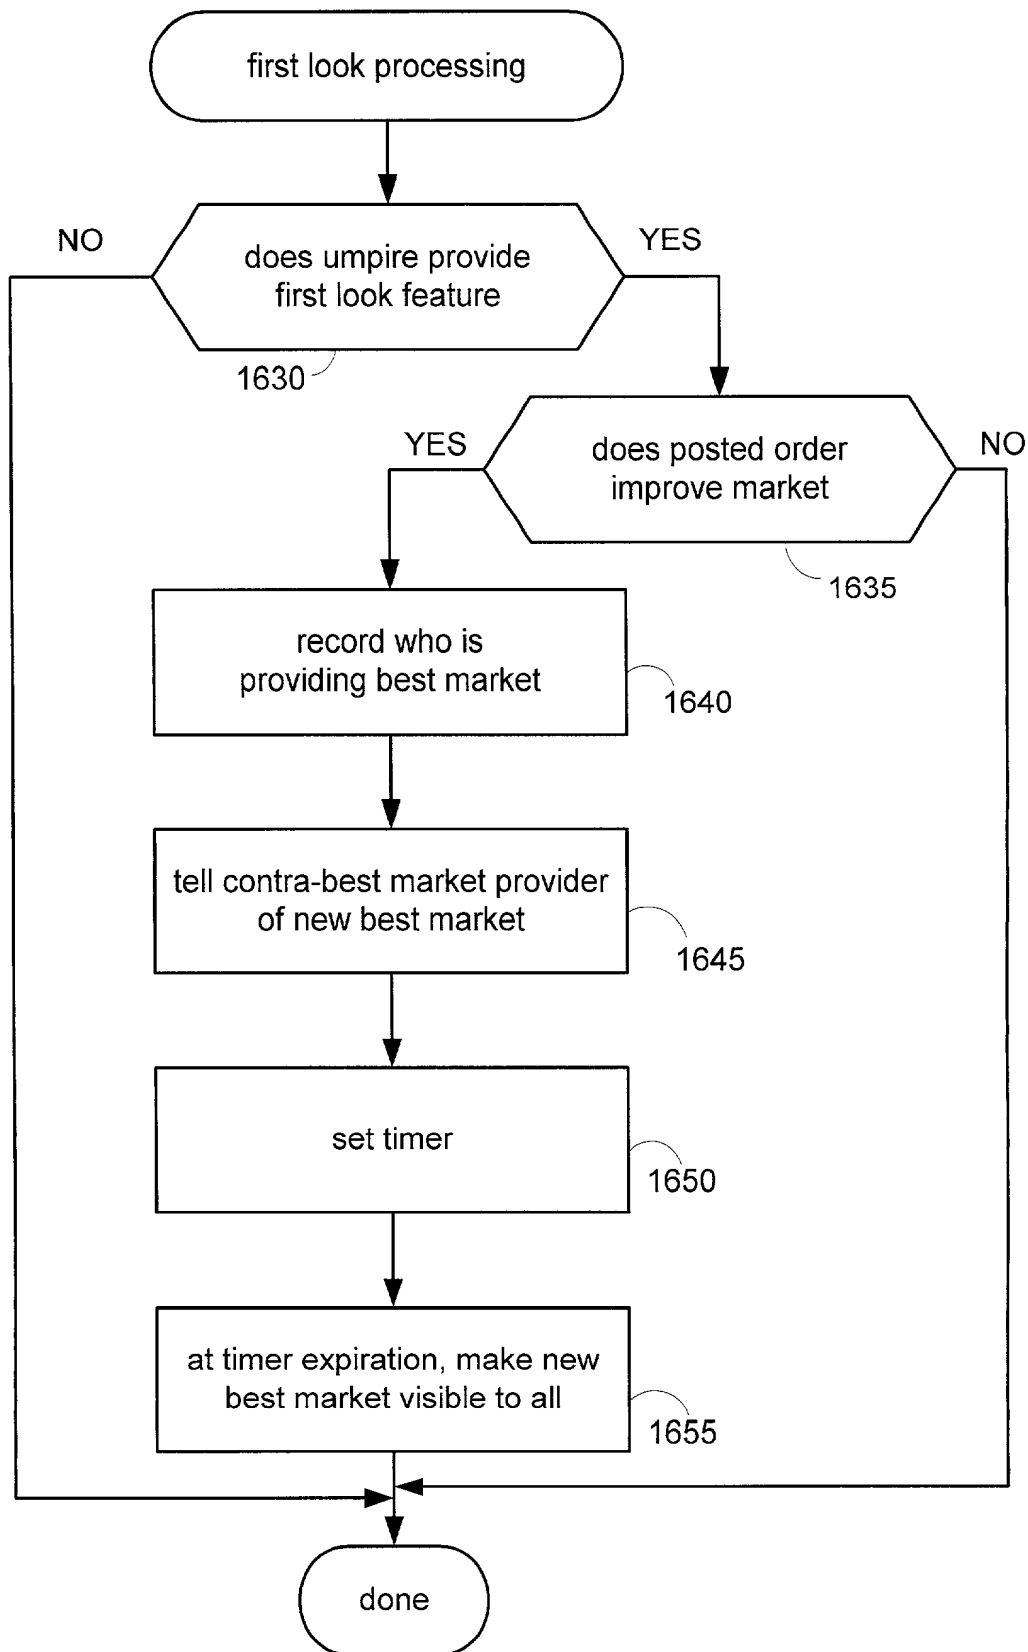 first look processing
NO
YES
does umpire provide
first look feature
1630
YES
NO
does posted order
improve market
1635
record who is
providing best market
1640
tell contra-best market provider
of new best market
1645
set timer
1650
at timer expiration, make new
best market visible to all
1655
done